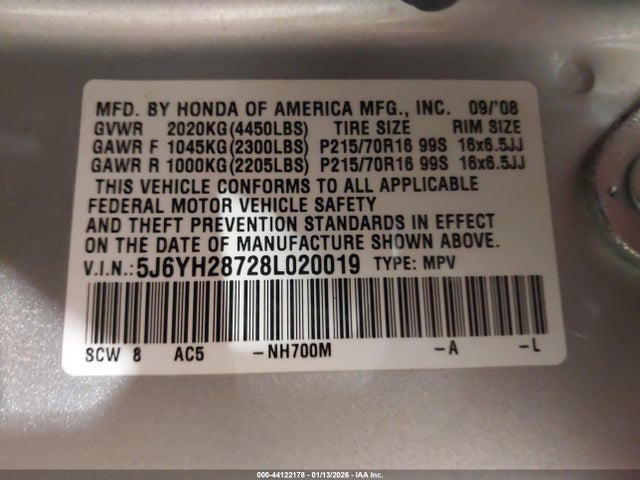 MFD. BY HONDA OF AMERICA MFG., INC. 09/'08
GVWR 2020KG(4450LBS) TIRE SIZE RIM SIZE
GAWR F 1045KG(2300LBS) P215/70R16 99S 16x6.5JJ
GAWR R 1000KG(2205LBS) P215/70R16 99S 16x6.5JJ
THIS VEHICLE CONFORMS TO ALL APPLICABLE
FEDERAL MOTOR VEHICLE SAFETY
AND THEFT PREVENTION STANDARDS IN EFFECT
ON THE DATE OF MANUFACTURE SHOWN ABOVE.
V.I.N.: 5J6YH28728L020019 TYPE: MPV
SCW 8 AC5 -NH700M -A -L
000-44122178 - 01/13/2026 - IAA Inc.